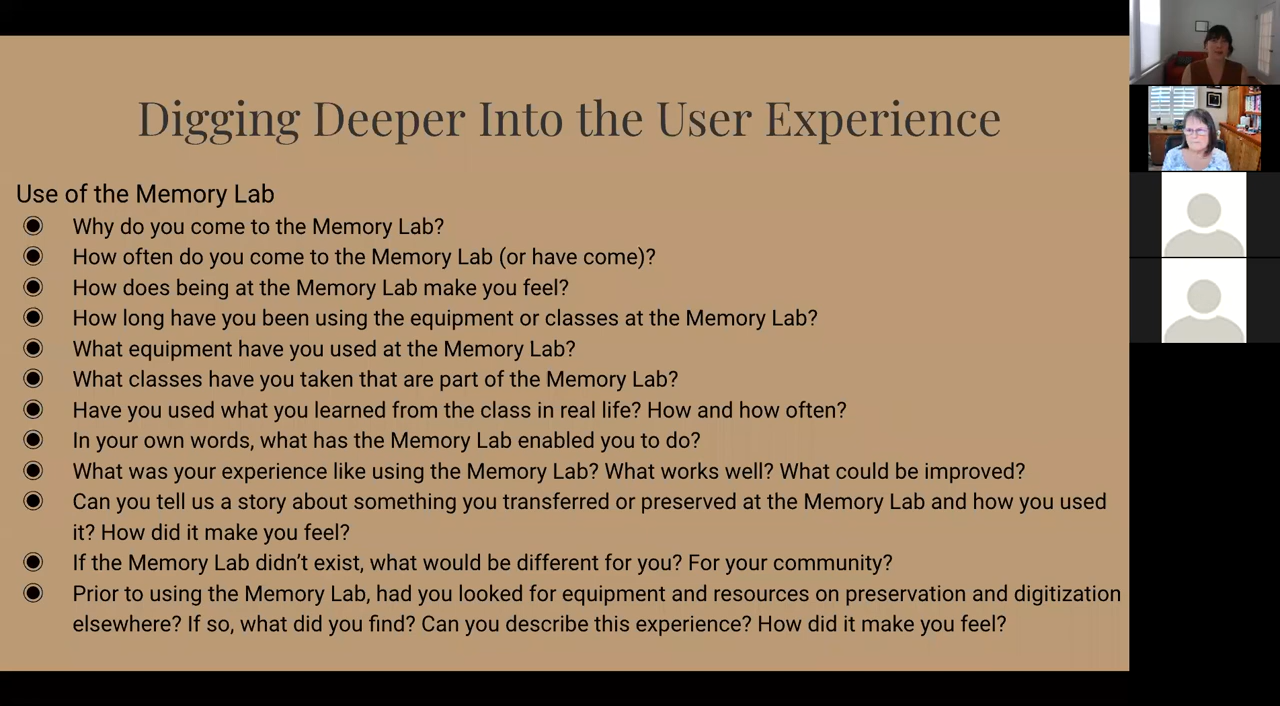 Digging Deeper Into the User Experience
Use of the Memory Lab
Why do you come to the Memory Lab?
How often do you come to the Memory Lab (or have come)?
How does being at the Memory Lab make you feel?
How long have you been using the equipment or classes at the Memory Lab?
What equipment have you used at the Memory Lab?
What classes have you taken that are part of the Memory Lab?
Have you used what you learned from the class in real life? How and how often?
In your own words, what has the Memory Lab enabled you to do?
What was your experience like using the Memory Lab? What works well? What could be improved?
Can you tell us a story about something you transferred or preserved at the Memory Lab and how you used
it? How did it make you feel?
If the Memory Lab didn’t exist, what would be different for you? For your community?
Prior to using the Memory Lab, had you looked for equipment and resources on preservation and digitization
elsewhere? If so, what did you find? Can you describe this experience? How did it make you feel?